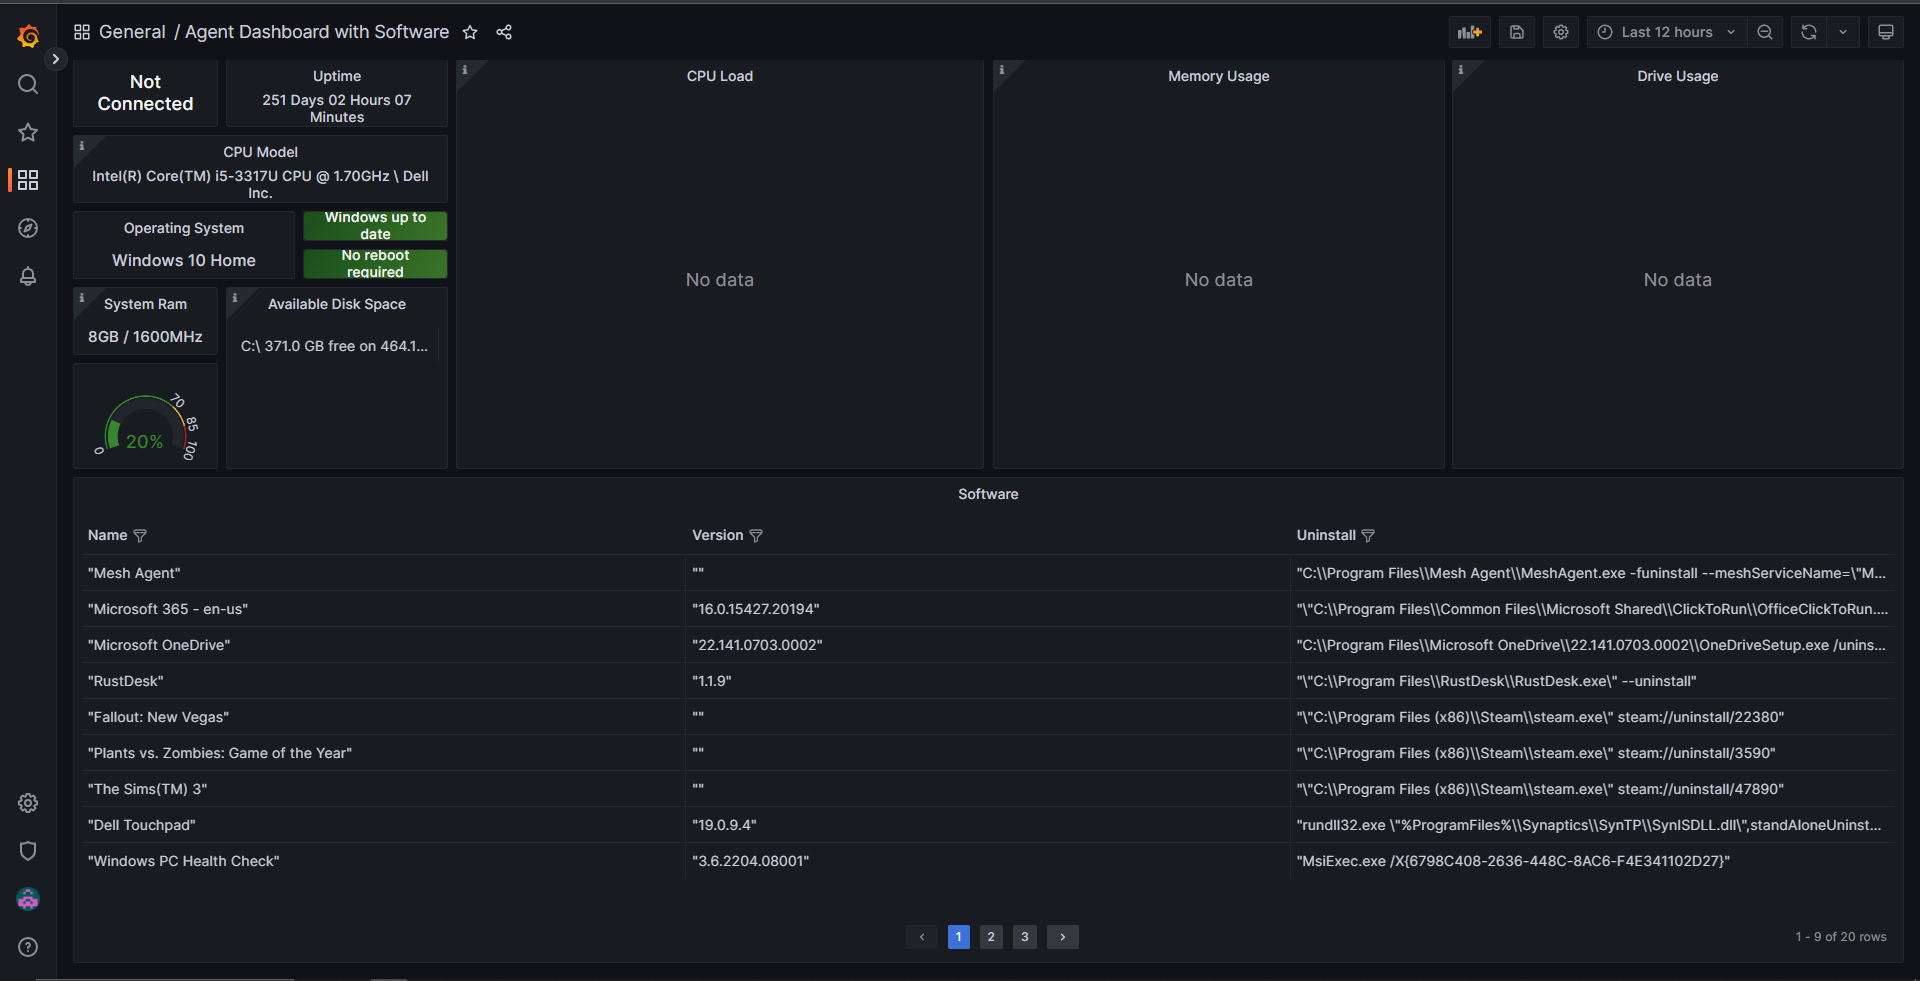 General / Agent Dashboard with Software
Last 12 hours
Not
Connected
Uptime
251 Days 02 Hours 07
Minutes
CPU Model
Intel(R) Core(TM) i5-3317U CPU @ 1.70GHz \ Dell
Inc.
Operating System
Windows 10 Home
Windows up to
date
No reboot
required
System Ram
8GB / 1600MHz
Available Disk Space
C:\ 371.0 GB free on 464.1...
0
70
85
100
20%
CPU Load
No data
Memory Usage
No data
Drive Usage
No data
Software
Name Version Uninstall
"Mesh Agent" "" "C:\\Program Files\\Mesh Agent\\MeshAgent.exe -funinstall --meshServiceName=\"M...
"Microsoft 365 - en-us" "16.0.15427.20194" "\"C:\\Program Files\\Common Files\\Microsoft Shared\\ClickToRun\\OfficeClickToRun....
"Microsoft OneDrive" "22.141.0703.0002" "C:\\Program Files\\Microsoft OneDrive\\22.141.0703.0002\\OneDriveSetup.exe /unins...
"RustDesk" "1.1.9" "\"C:\\Program Files\\RustDesk\\RustDesk.exe\" --uninstall"
"Fallout: New Vegas" "" "\"C:\\Program Files (x86)\\Steam\\steam.exe\" steam://uninstall/22380"
"Plants vs. Zombies: Game of the Year" "" "\"C:\\Program Files (x86)\\Steam\\steam.exe\" steam://uninstall/3590"
"The Sims(TM) 3" "" "\"C:\\Program Files (x86)\\Steam\\steam.exe\" steam://uninstall/47890"
"Dell Touchpad" "19.0.9.4" "rundll32.exe \"%ProgramFiles%\\Synaptics\\SynTP\\SynISDLL.dll\",standAloneUninst...
"Windows PC Health Check" "3.6.2204.08001" "MsiExec.exe /X{6798C408-2636-448C-8AC6-F4E341102D27}"
1 2 3
1 - 9 of 20 rows